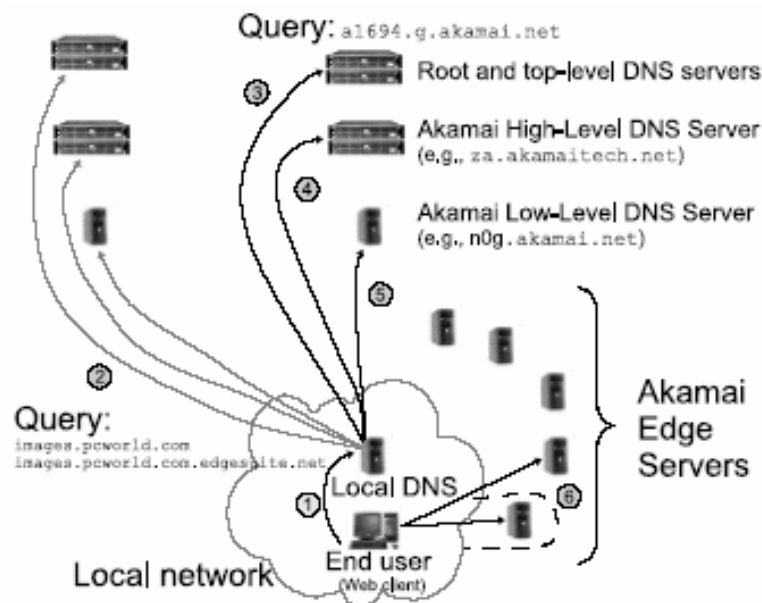 Query: a1694.g.akamai.net
Root and top-level DNS servers
3
Akamai High-Level DNS Server
(e.g., za.akamaitech.net)
4
Akamai Low-Level DNS Server
(e.g., n0g.akamai.net)
5
2
Query:
images.pcworld.com
images.pcworld.com.edgesuite.net
Akamai
Edge
Servers
1
Local DNS
6
End user
(Web client)
Local network